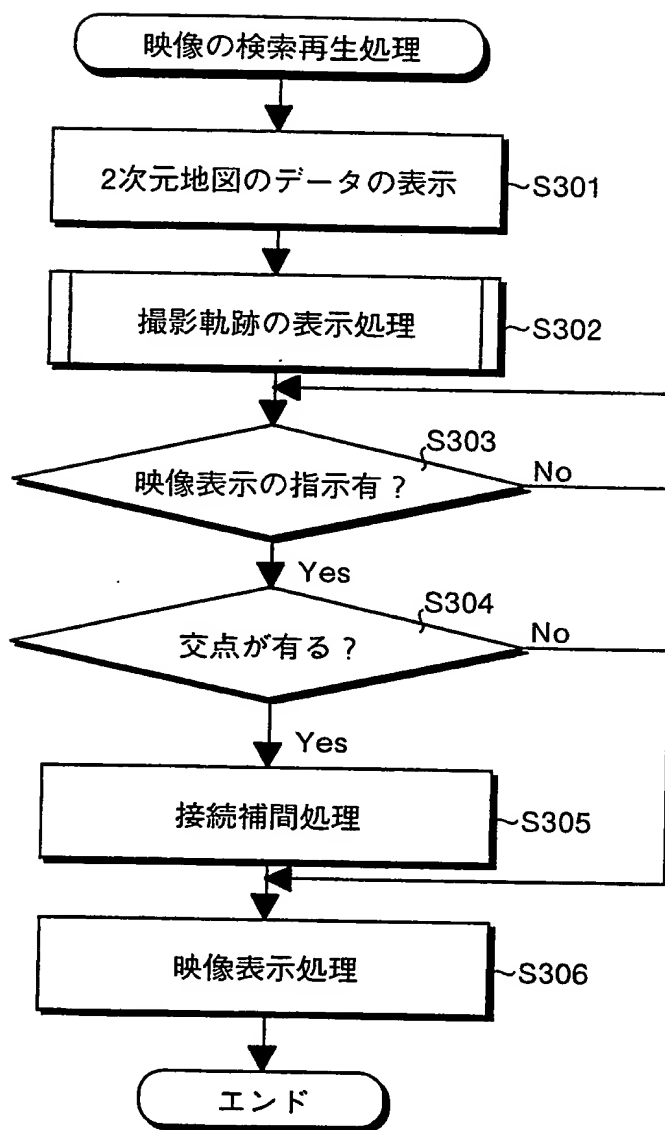 映像の検索再生処理
2次元地図のデータの表示
S301
撮影軌跡の表示処理
S302
S303
映像表示の指示有?
No
Yes
S304
交点が有る?
No
Yes
接続補間処理
S305
映像表示処理
S306
エンド